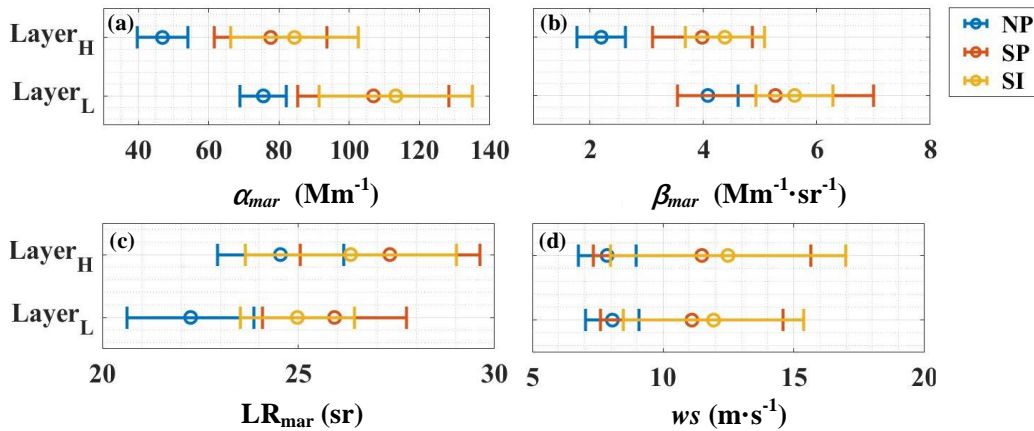 (a)
(b)
NP
SP
SI
Layer_H
Layer_L
40 60 80 100 120 140
2 4 6 8
α_mar (Mm⁻¹)
β_mar (Mm⁻¹·sr⁻¹)
(c)
(d)
Layer_H
Layer_L
20 25 30
5 10 15 20
LR_mar (sr)
ws (m·s⁻¹)